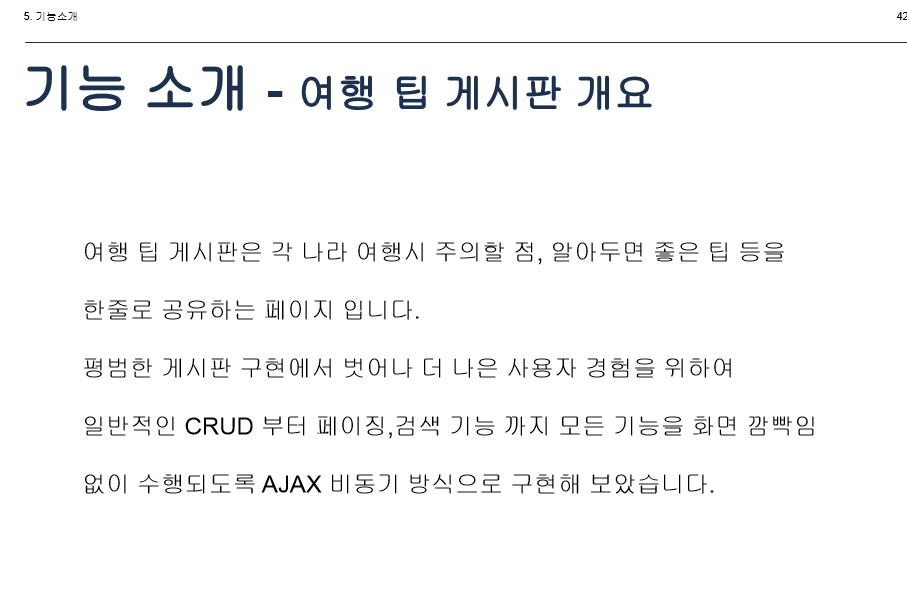 5. 기능소개
42
기능 소개 - 여행 팁 게시판 개요
여행 팁 게시판은 각 나라 여행시 주의할 점, 알아두면 좋은 팁 등을
한줄로 공유하는 페이지 입니다.
평범한 게시판 구현에서 벗어나 더 나은 사용자 경험을 위하여
일반적인 CRUD 부터 페이징,검색 기능 까지 모든 기능을 화면 깜빡임
없이 수행되도록 AJAX 비동기 방식으로 구현해 보았습니다.